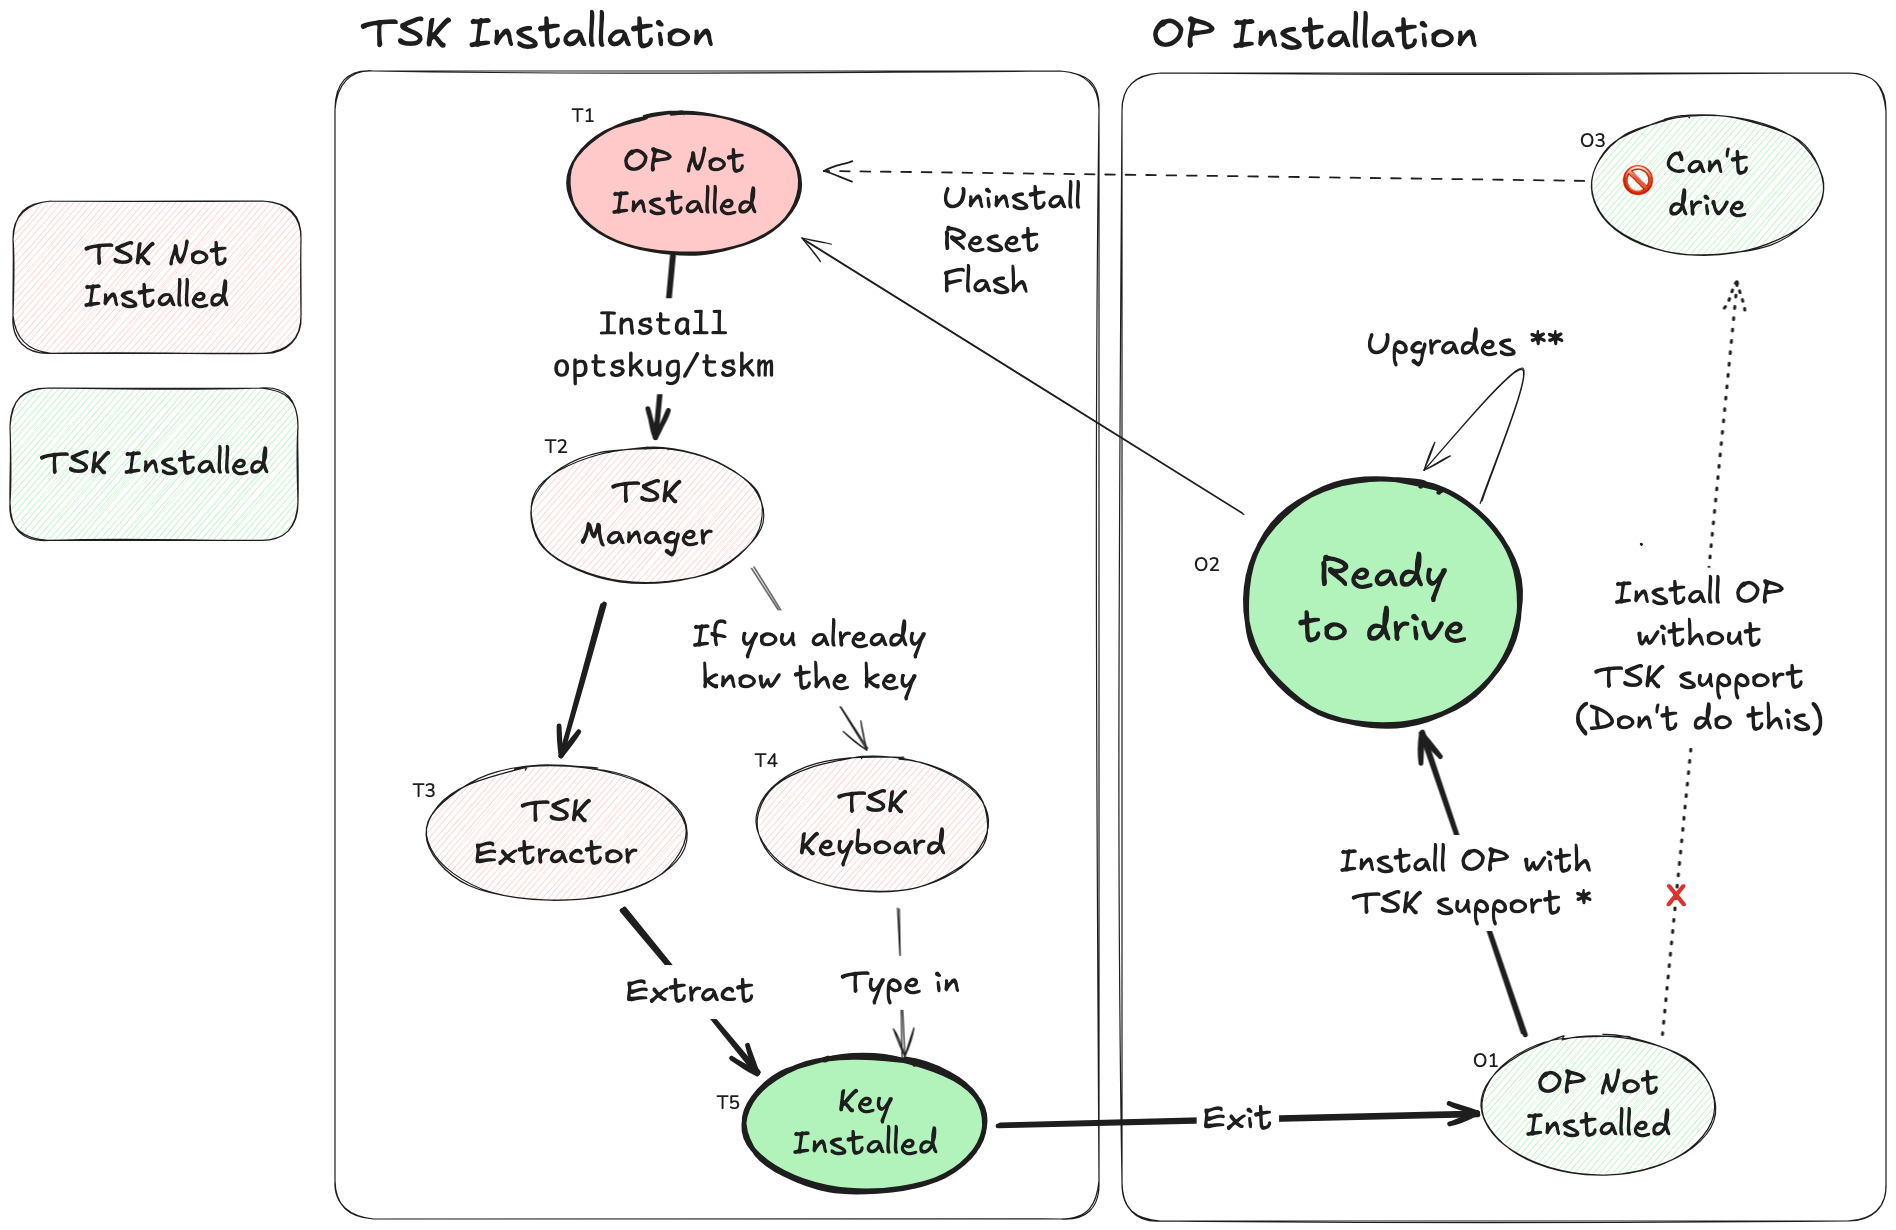 TSK Installation
OP Installation
TSK Not
Installed
TSK Installed
T1
OP Not
Installed
Install
optskug/tskm
T2
TSK
Manager
If you already
know the key
T3
TSK
Extractor
T4
TSK
Keyboard
Extract
Type in
T5
Key
Installed
Exit
Uninstall
Reset
Flash
O3
Can't
drive
Upgrades **
O2
Ready
to drive
Install OP
without
TSK support
(Don't do this)
Install OP with
TSK support *
O1
OP Not
Installed